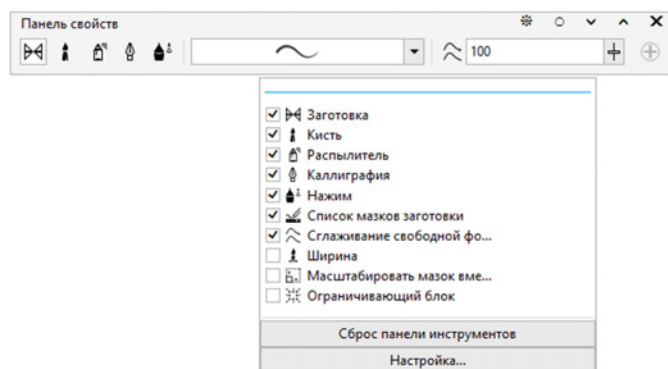 Панель свойств
100
Заготовка
Кисть
Распылитель
Каллиграфия
Нажим
Список мазков заготовки
Сглаживание свободной фо...
Ширина
Масштабировать мазок вме...
Ограничивающий блок
Сброс панели инструментов
Настройка...